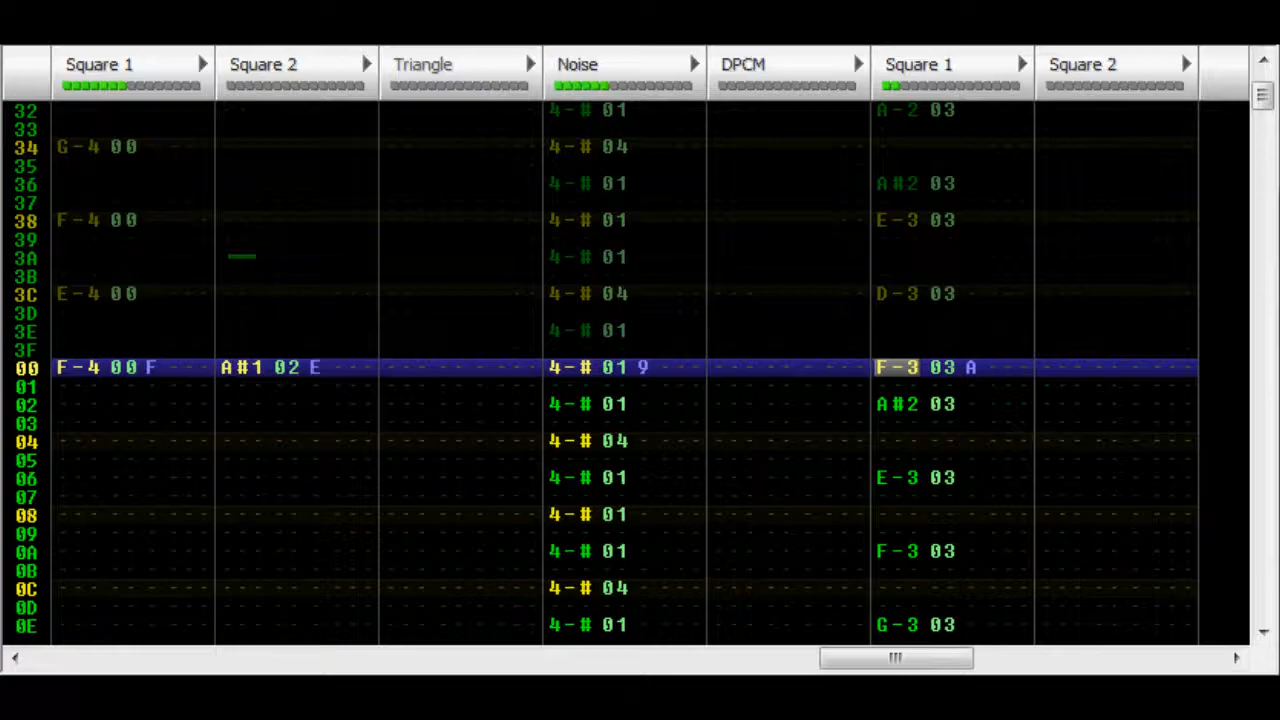 Square 1 Square 2 Triangle Noise DPCM Square 1 Square 2
32 4-# 01 A-2 03
33
34 G-4 00 4-# 04
35
36 4-# 01 A#2 03
37
38 F-4 00 4-# 01 E-3 03
39
3A 4-# 01
3B
3C E-4 00 4-# 04 D-3 03
3D
3E 4-# 01
3F
00 F-4 00 F A#1 02 E 4-# 01 9 F-3 03 A
01
02 4-# 01 A#2 03
03
04 4-# 04
05
06 4-# 01 E-3 03
07
08 4-# 01
09
0A 4-# 01 F-3 03
0B
0C 4-# 04
0D
0E 4-# 01 G-3 03